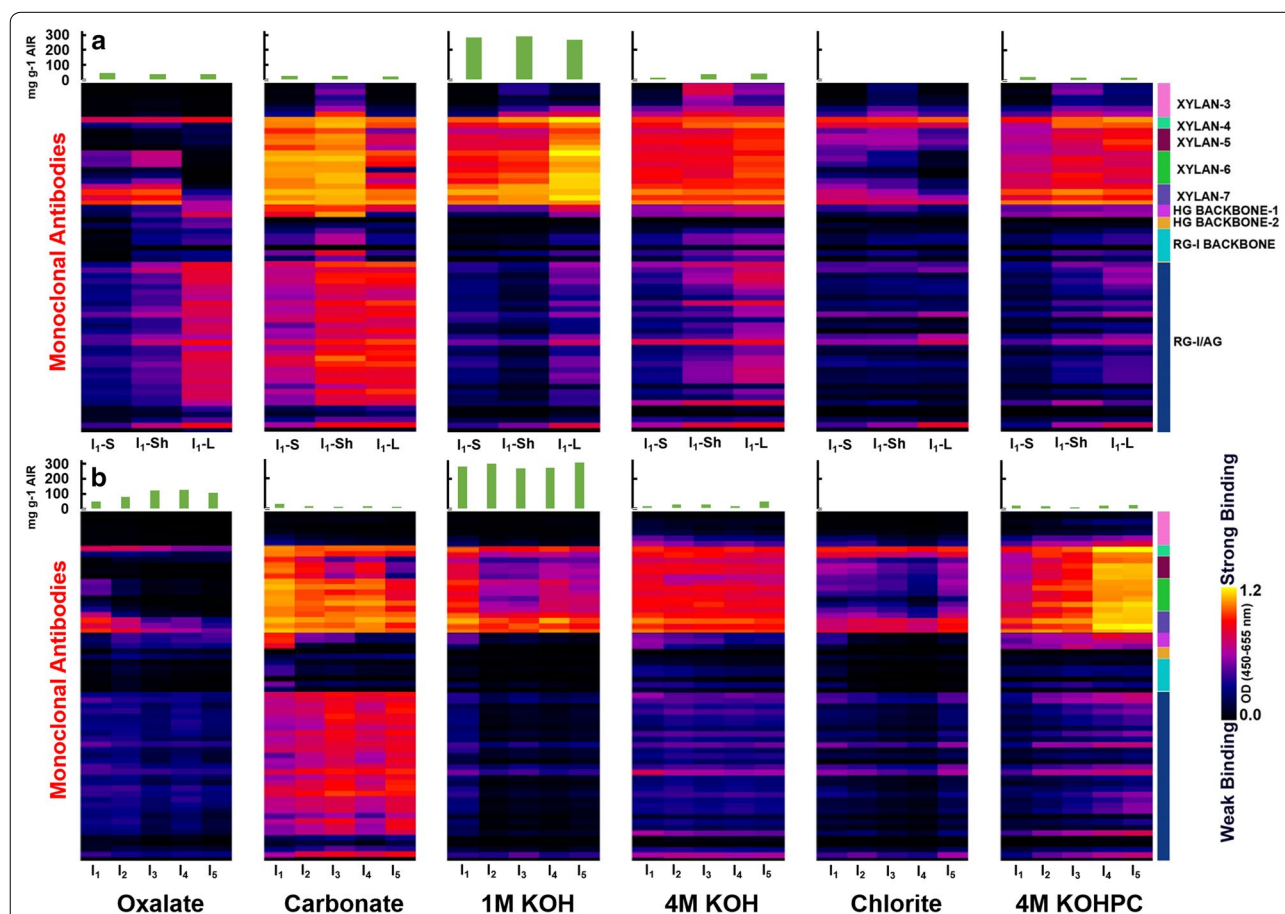 a
mg g-1 AIR
300
200
100
0
Monoclonal Antibodies
XYLAN-3
XYLAN-4
XYLAN-5
XYLAN-6
XYLAN-7
HG BACKBONE-1
HG BACKBONE-2
RG-I BACKBONE
RG-I/AG
I₁-S I₁-Sh I₁-L
I₁-S I₁-Sh I₁-L
I₁-S I₁-Sh I₁-L
I₁-S I₁-Sh I₁-L
I₁-S I₁-Sh I₁-L
I₁-S I₁-Sh I₁-L
b
mg g-1 AIR
300
200
100
0
Monoclonal Antibodies
Strong Binding
1.2
OD (450-655 nm)
0.0
Weak Binding
I₁ I₂ I₃ I₄ I₅
I₁ I₂ I₃ I₄ I₅
I₁ I₂ I₃ I₄ I₅
I₁ I₂ I₃ I₄ I₅
I₁ I₂ I₃ I₄ I₅
I₁ I₂ I₃ I₄ I₅
Oxalate Carbonate 1M KOH 4M KOH Chlorite 4M KOHPC